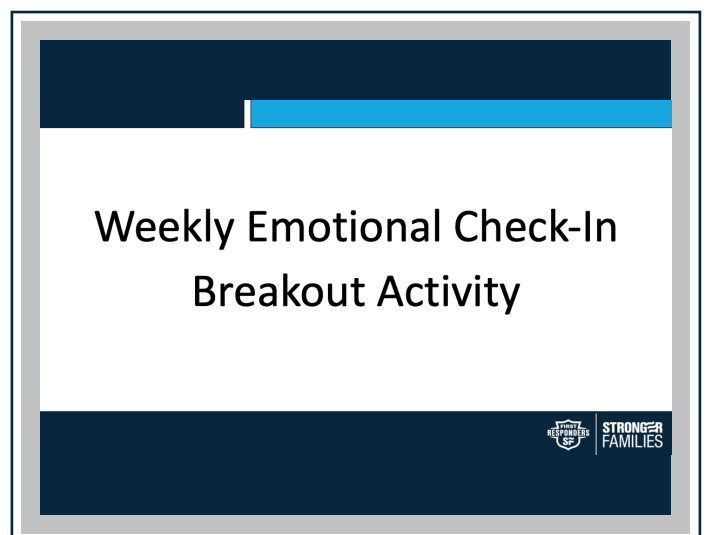 Weekly Emotional Check-In
Breakout Activity
FIRST
RESPONDERS
SF
STRONGER
FAMILIES